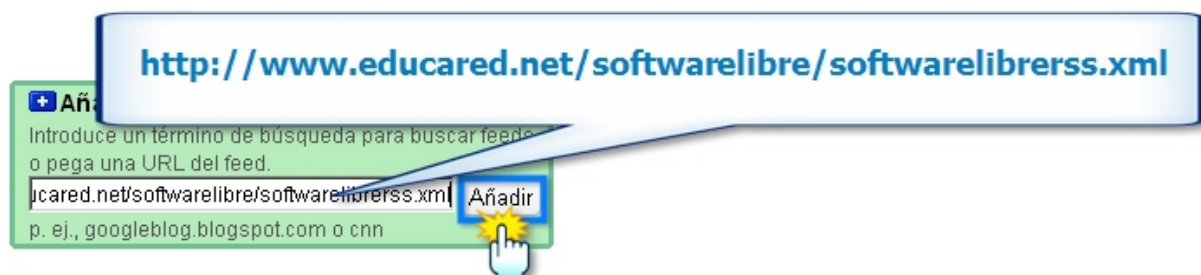 http://www.educared.net/softwarelibre/softwarelibrerss.xml
Introduce un término de búsqueda para buscar feeds
o pega una URL del feed.
ucared.net/softwarelibre/softwarelibrerss.xml Añadir
p. ej., googleblog.blogspot.com o cnn